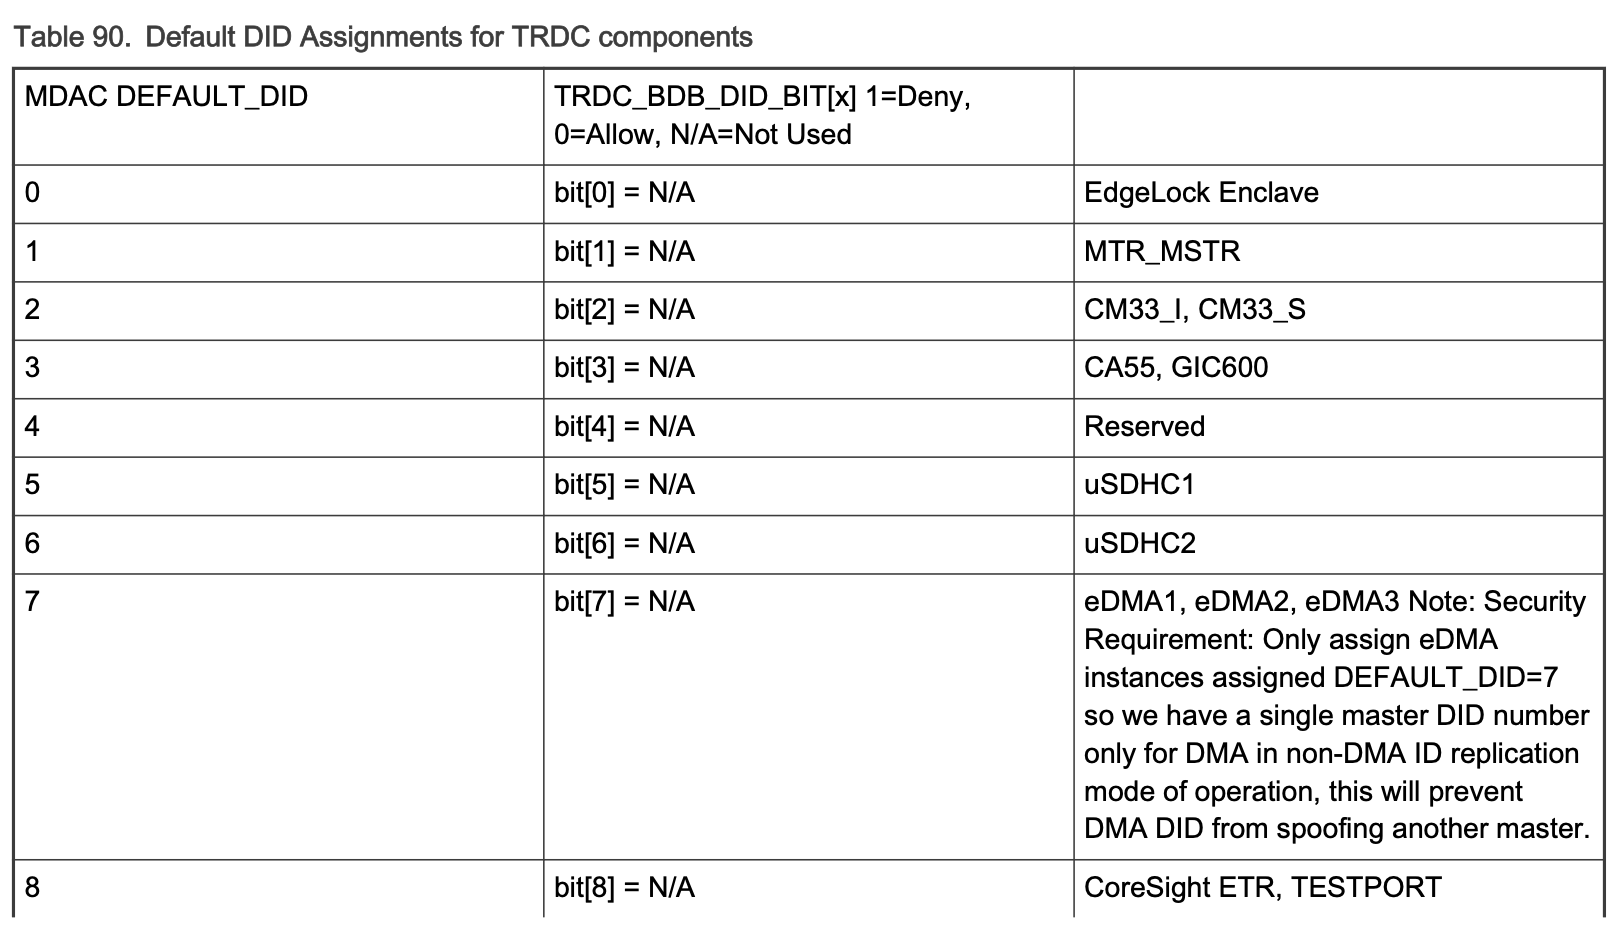 Table 90. Default DID Assignments for TRDC components
MDAC DEFAULT_DID
TRDC_BDB_DID_BIT[x] 1=Deny,
0=Allow, N/A=Not Used
0
bit[0] = N/A
EdgeLock Enclave
1
bit[1] = N/A
MTR_MSTR
2
bit[2] = N/A
CM33_I, CM33_S
3
bit[3] = N/A
CA55, GIC600
4
bit[4] = N/A
Reserved
5
bit[5] = N/A
uSDHC1
6
bit[6] = N/A
uSDHC2
7
bit[7] = N/A
eDMA1, eDMA2, eDMA3 Note: Security
Requirement: Only assign eDMA
instances assigned DEFAULT_DID=7
so we have a single master DID number
only for DMA in non-DMA ID replication
mode of operation, this will prevent
DMA DID from spoofing another master.
8
bit[8] = N/A
CoreSight ETR, TESTPORT